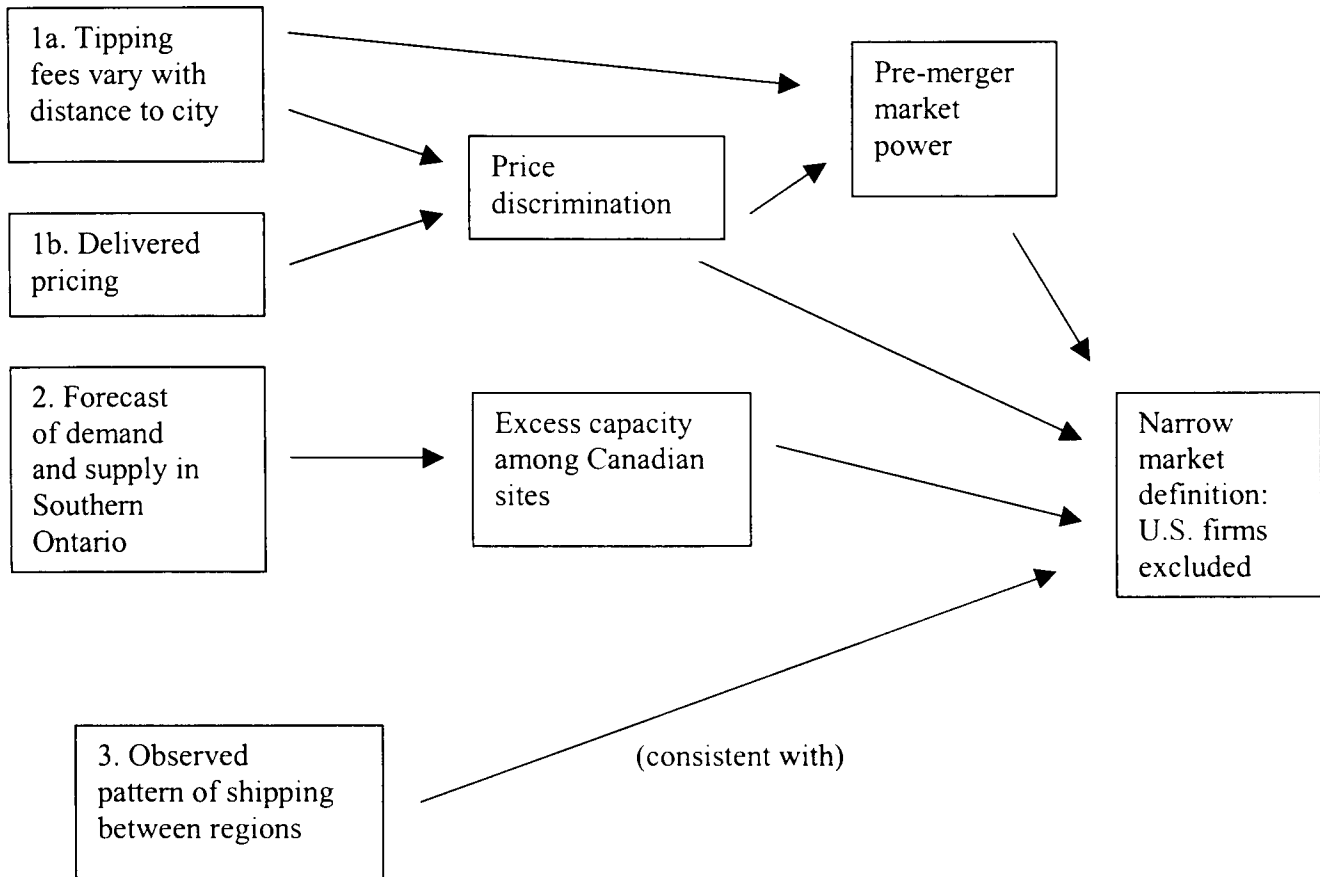 1a. Tipping
fees vary with
distance to city
Pre-merger
market
power
Price
discrimination
1b. Delivered
pricing
2. Forecast
of demand
and supply in
Southern
Ontario
Excess capacity
among Canadian
sites
Narrow
market
definition:
U.S. firms
excluded
3. Observed
pattern of shipping
between regions
(consistent with)